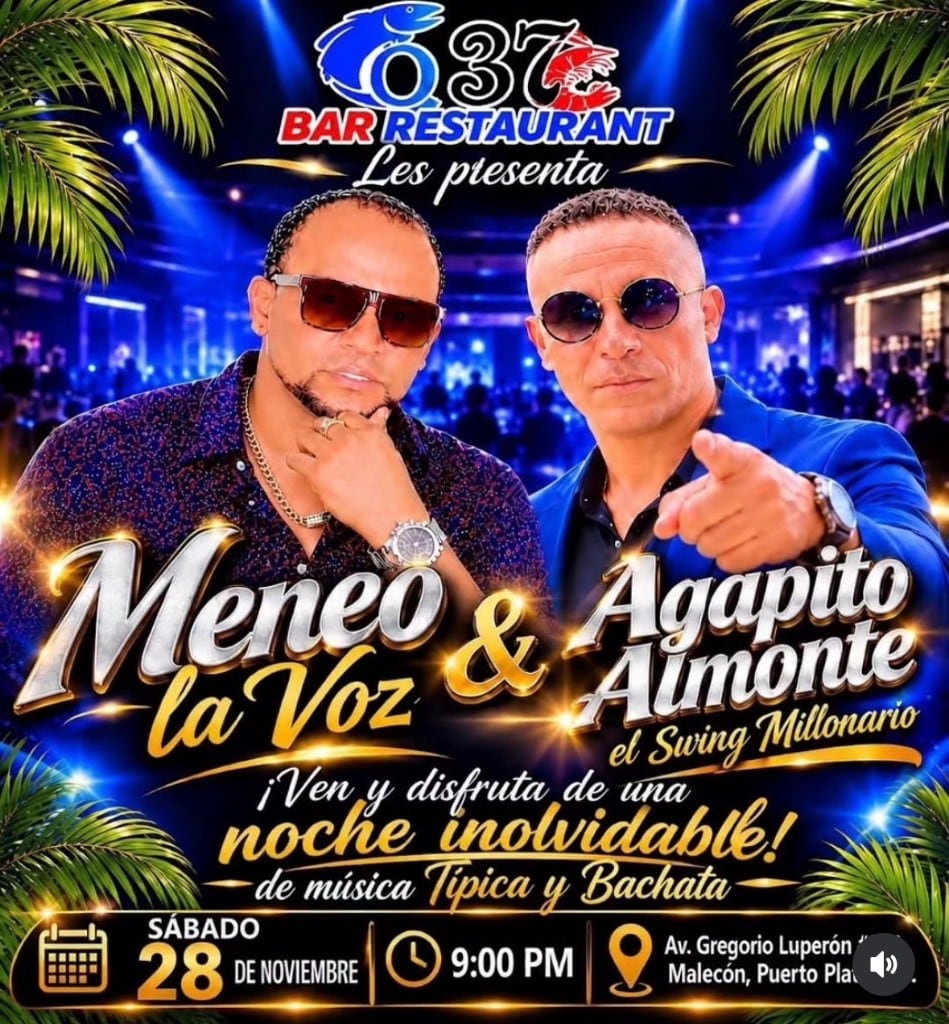 037
BAR RESTAURANT
Les presenta
Meneo
la Voz
&
Agapito
Almonte
el Swing Millonario
¡Ven y disfruta de una
noche inolvidable!
de música Típica y Bachata
SÁBADO
28 DE NOVIEMBRE
9:00 PM
Av. Gregorio Luperón
Malecón, Puerto